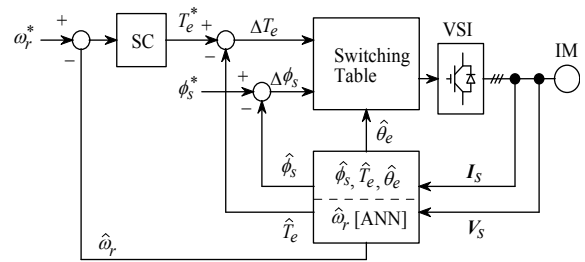 ω_r^* + − SC T_e^* + − ΔT_e
ϕ_s^* + − Δϕ_s
Switching
Table
VSI
IM
θ̂_e
ϕ̂_s
ϕ̂_s, T̂_e, θ̂_e
I_S
T̂_e
ω̂_r [ANN]
V_S
ω̂_r